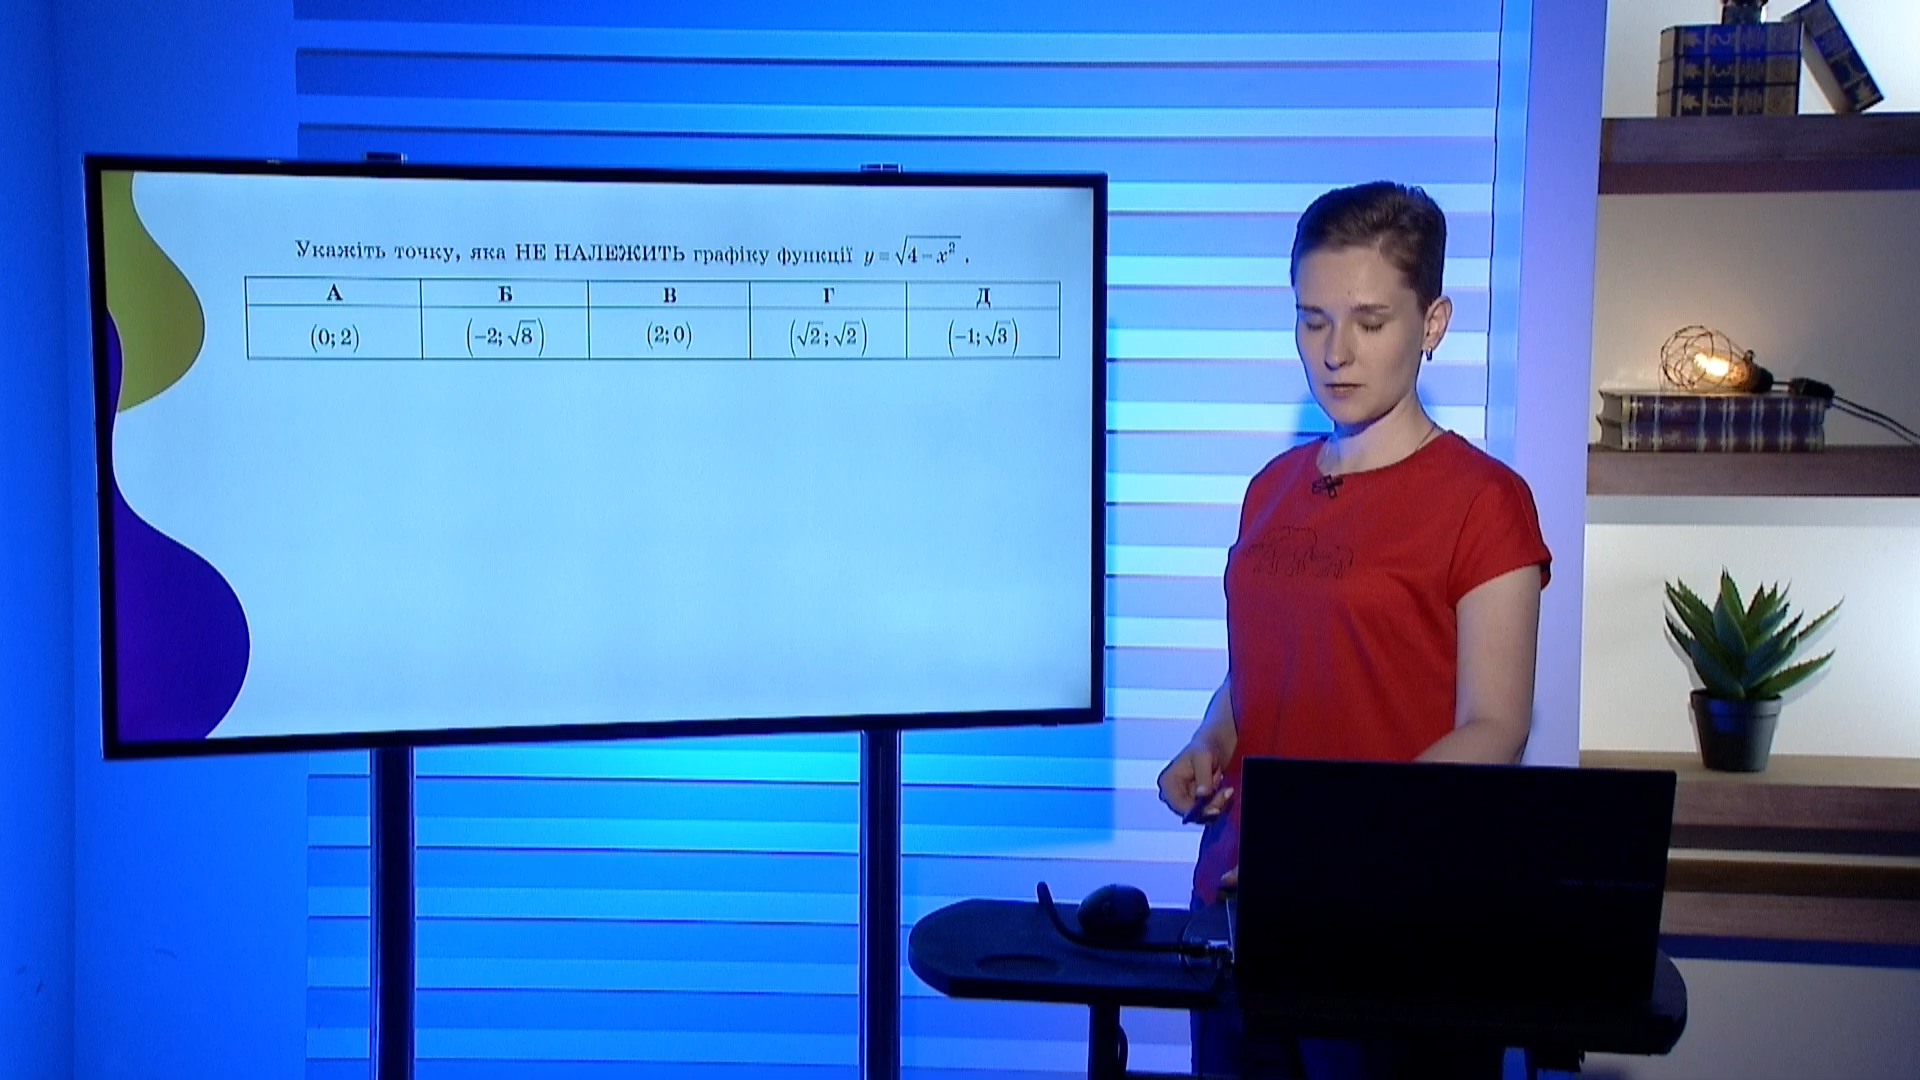 Укажіть точку, яка НЕ НАЛЕЖИТЬ графіку функції y = √(4 − x²) .
А Б В Г Д
(0; 2) (−2; √8) (2; 0) (√2; √2) (−1; √3)